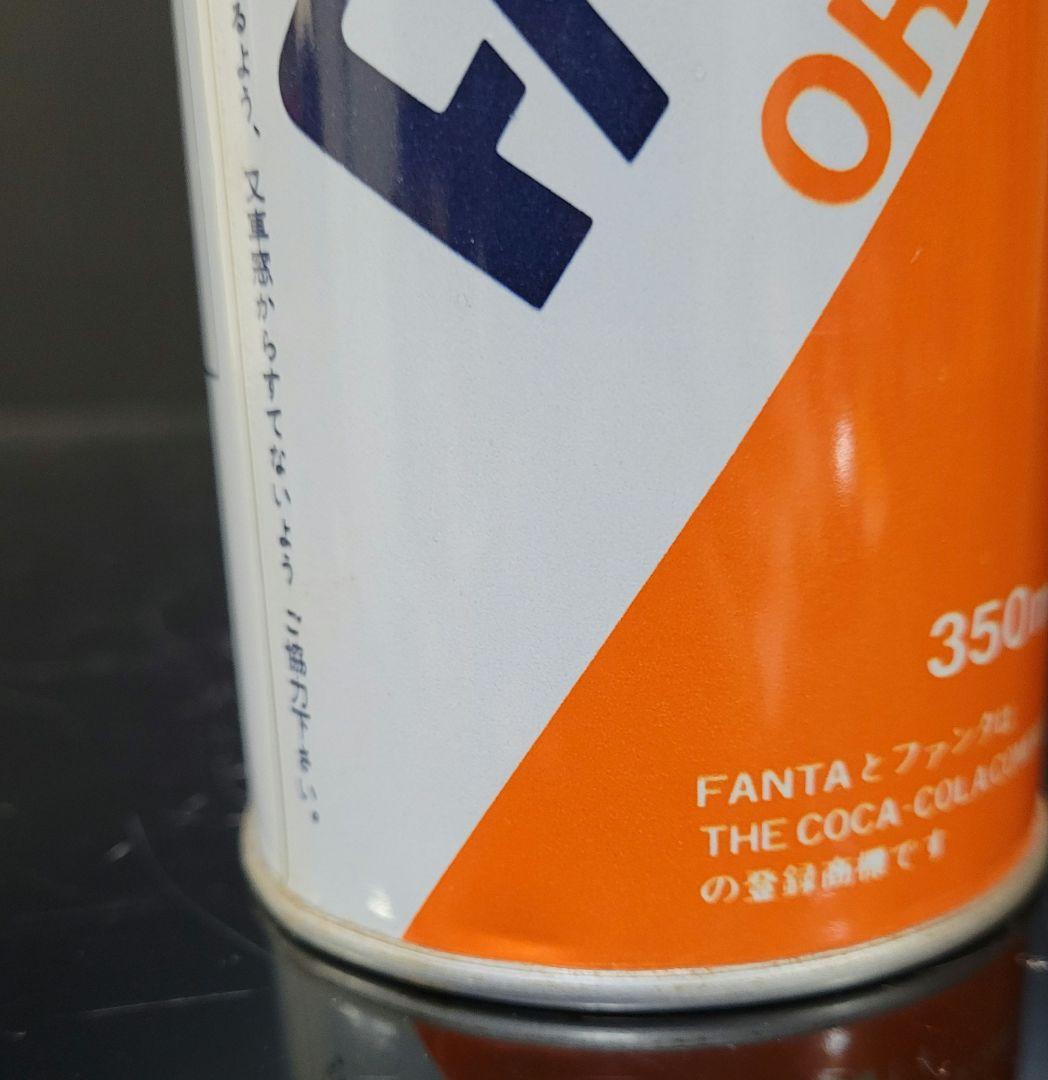 るよう、又車窓からすてないようご協力下さい。
FA
OR
350m
FANTAとファンタは
THE COCA-COLA COM
の登録商標です